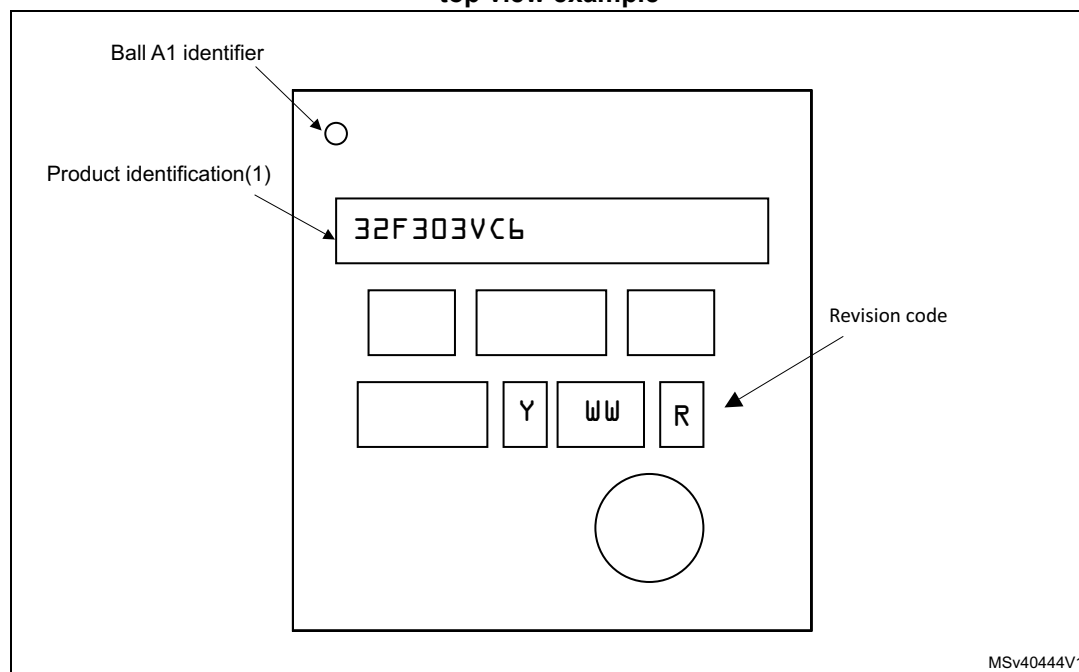 top view example
Ball A1 identifier
Product identification(1)
32F303VC6
Revision code
Y WW R
MSv40444V1